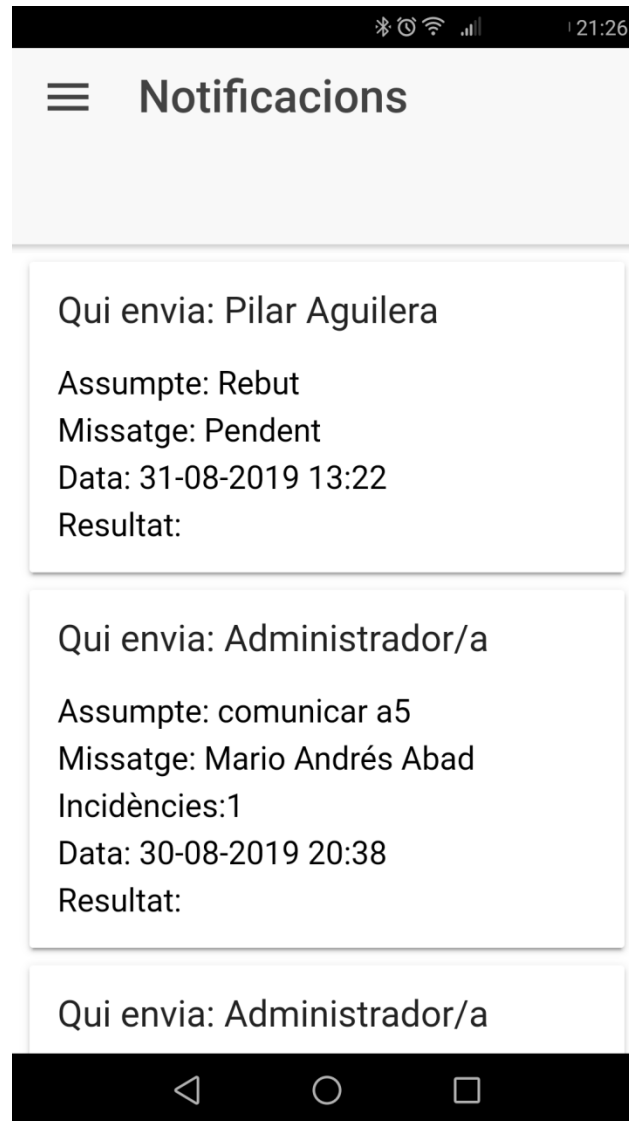 21:26
Notificacions
Qui envia: Pilar Aguilera
Assumpte: Rebut
Missatge: Pendent
Data: 31-08-2019 13:22
Resultat:
Qui envia: Administrador/a
Assumpte: comunicar a5
Missatge: Mario Andrés Abad
Incidències:1
Data: 30-08-2019 20:38
Resultat:
Qui envia: Administrador/a